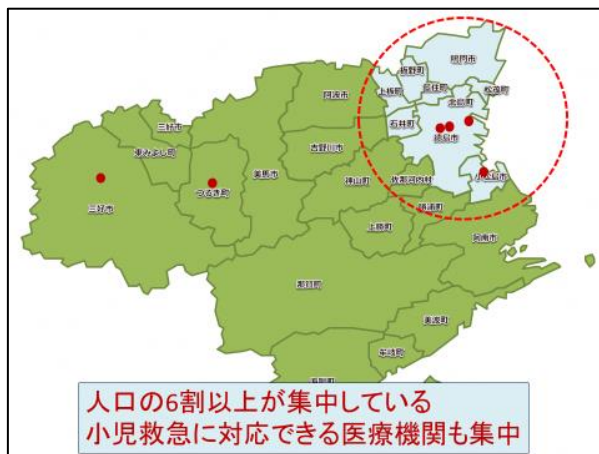 鳴門市
板野町
藍住町
松茂町
上板町
北島町
阿波市
石井町
徳島市
三好市
東みよし町
吉野川市
美馬市
つるぎ町
神山町
佐那河内村
小松島市
三好市
勝浦町
上勝町
阿南市
那賀町
美波町
牟岐町
人口の6割以上が集中している
小児救急に対応できる医療機関も集中